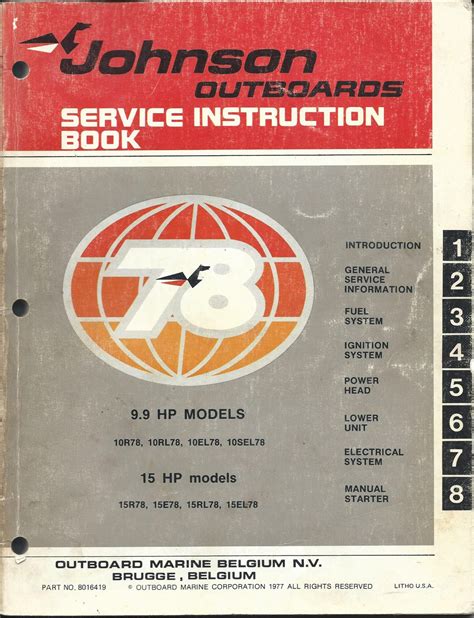 Johnson
OUTBOARDS
SERVICE INSTRUCTION
BOOK
78
9.9 HP MODELS
10R78, 10RL78, 10EL78, 10SEL78
15 HP models
15R78, 15E78, 15RL78, 15EL78
INTRODUCTION 1
GENERAL
SERVICE
INFORMATION 2
FUEL
SYSTEM 3
IGNITION
SYSTEM 4
POWER
HEAD 5
LOWER
UNIT 6
ELECTRICAL
SYSTEM 7
MANUAL
STARTER 8
OUTBOARD MARINE BELGIUM N.V.
BRUGGE, BELGIUM
PART NO. 8016419 © OUTBOARD MARINE CORPORATION 1977 ALL RIGHTS RESERVED LITHO U.S.A.